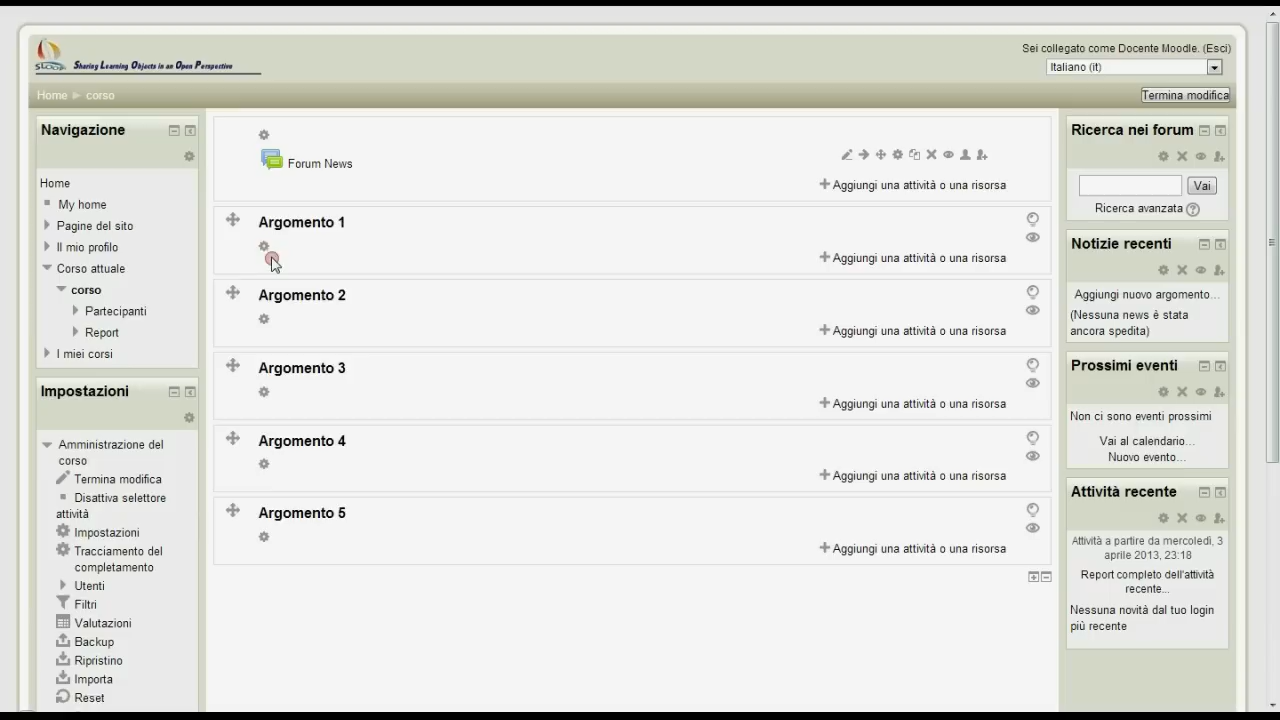 SLOOP
Sharing Learning Objects in an Open Perspective
Sei collegato come Docente Moodle. (Esci)
Italiano (it)
Home corso
Termina modifica
Navigazione
Home
My home
Pagine del sito
Il mio profilo
Corso attuale
corso
Partecipanti
Report
I miei corsi
Impostazioni
Amministrazione del
corso
Termina modifica
Disattiva selettore
attività
Impostazioni
Tracciamento del
completamento
Utenti
Filtri
Valutazioni
Backup
Ripristino
Importa
Reset
Forum News
Aggiungi una attività o una risorsa
Argomento 1
Aggiungi una attività o una risorsa
Argomento 2
Aggiungi una attività o una risorsa
Argomento 3
Aggiungi una attività o una risorsa
Argomento 4
Aggiungi una attività o una risorsa
Argomento 5
Aggiungi una attività o una risorsa
Ricerca nei forum
Vai
Ricerca avanzata
Notizie recenti
Aggiungi nuovo argomento...
(Nessuna news è stata
ancora spedita)
Prossimi eventi
Non ci sono eventi prossimi
Vai al calendario...
Nuovo evento...
Attività recente
Attività a partire da mercoledì, 3
aprile 2013, 23:18
Report completo dell'attività
recente...
Nessuna novità dal tuo login
più recente